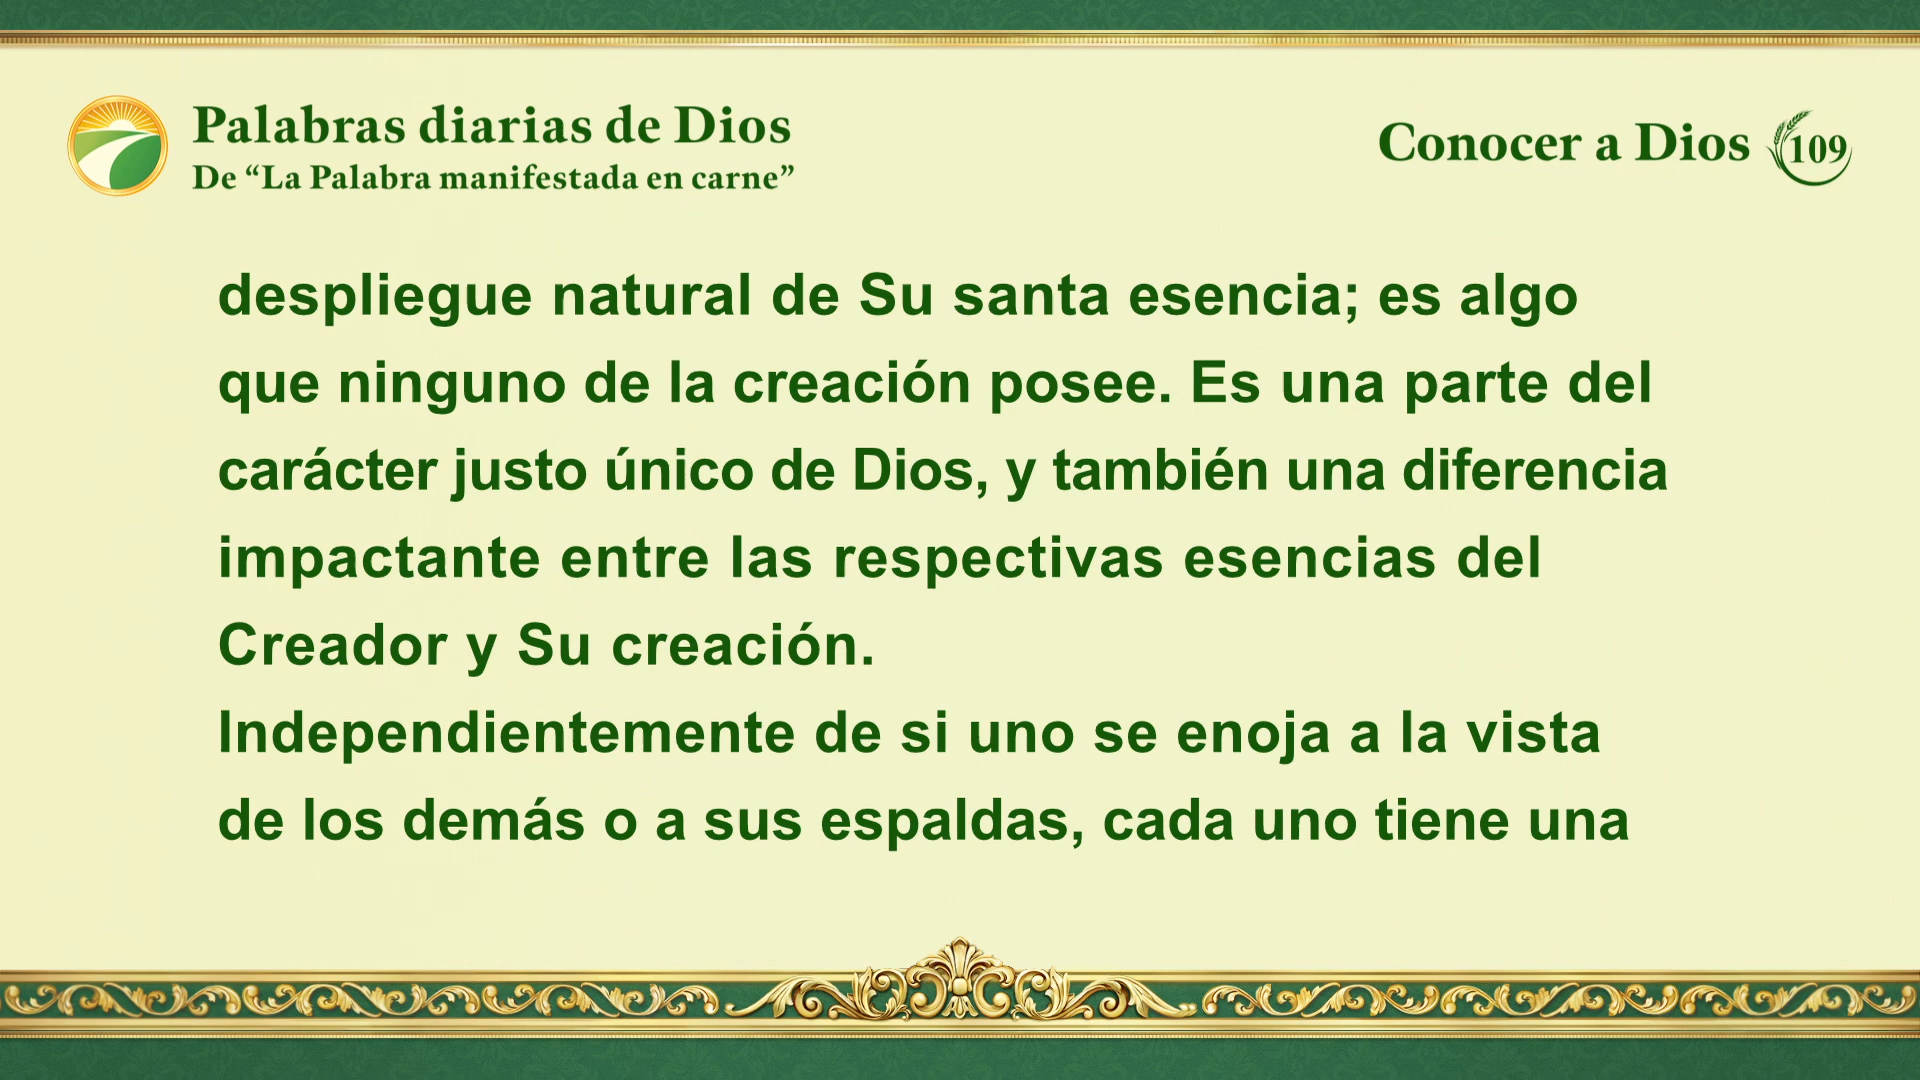 Palabras diarias de Dios
De “La Palabra manifestada en carne”
Conocer a Dios 109
despliegue natural de Su santa esencia; es algo
que ninguno de la creación posee. Es una parte del
carácter justo único de Dios, y también una diferencia
impactante entre las respectivas esencias del
Creador y Su creación.
Independientemente de si uno se enoja a la vista
de los demás o a sus espaldas, cada uno tiene una